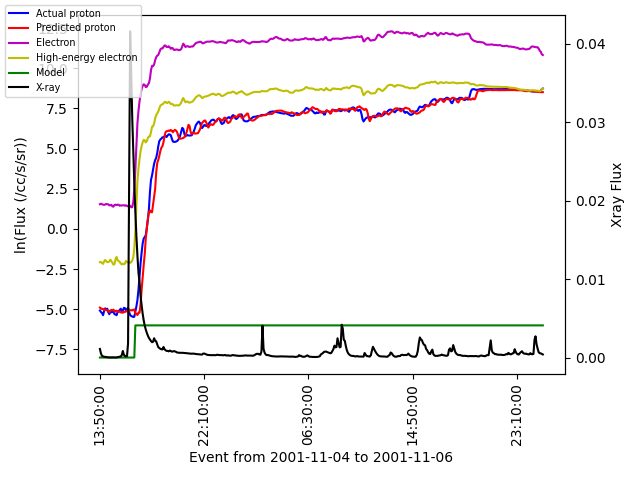 Actual proton
Predicted proton
Electron
High-energy electron
Model
X-ray
7.5
5.0
2.5
0.0
−2.5
−5.0
−7.5
ln(Flux (/cc/s/sr))
0.04
0.03
0.02
0.01
0.00
Xray Flux
13:50:00
22:10:00
06:30:00
14:50:00
23:10:00
Event from 2001-11-04 to 2001-11-06